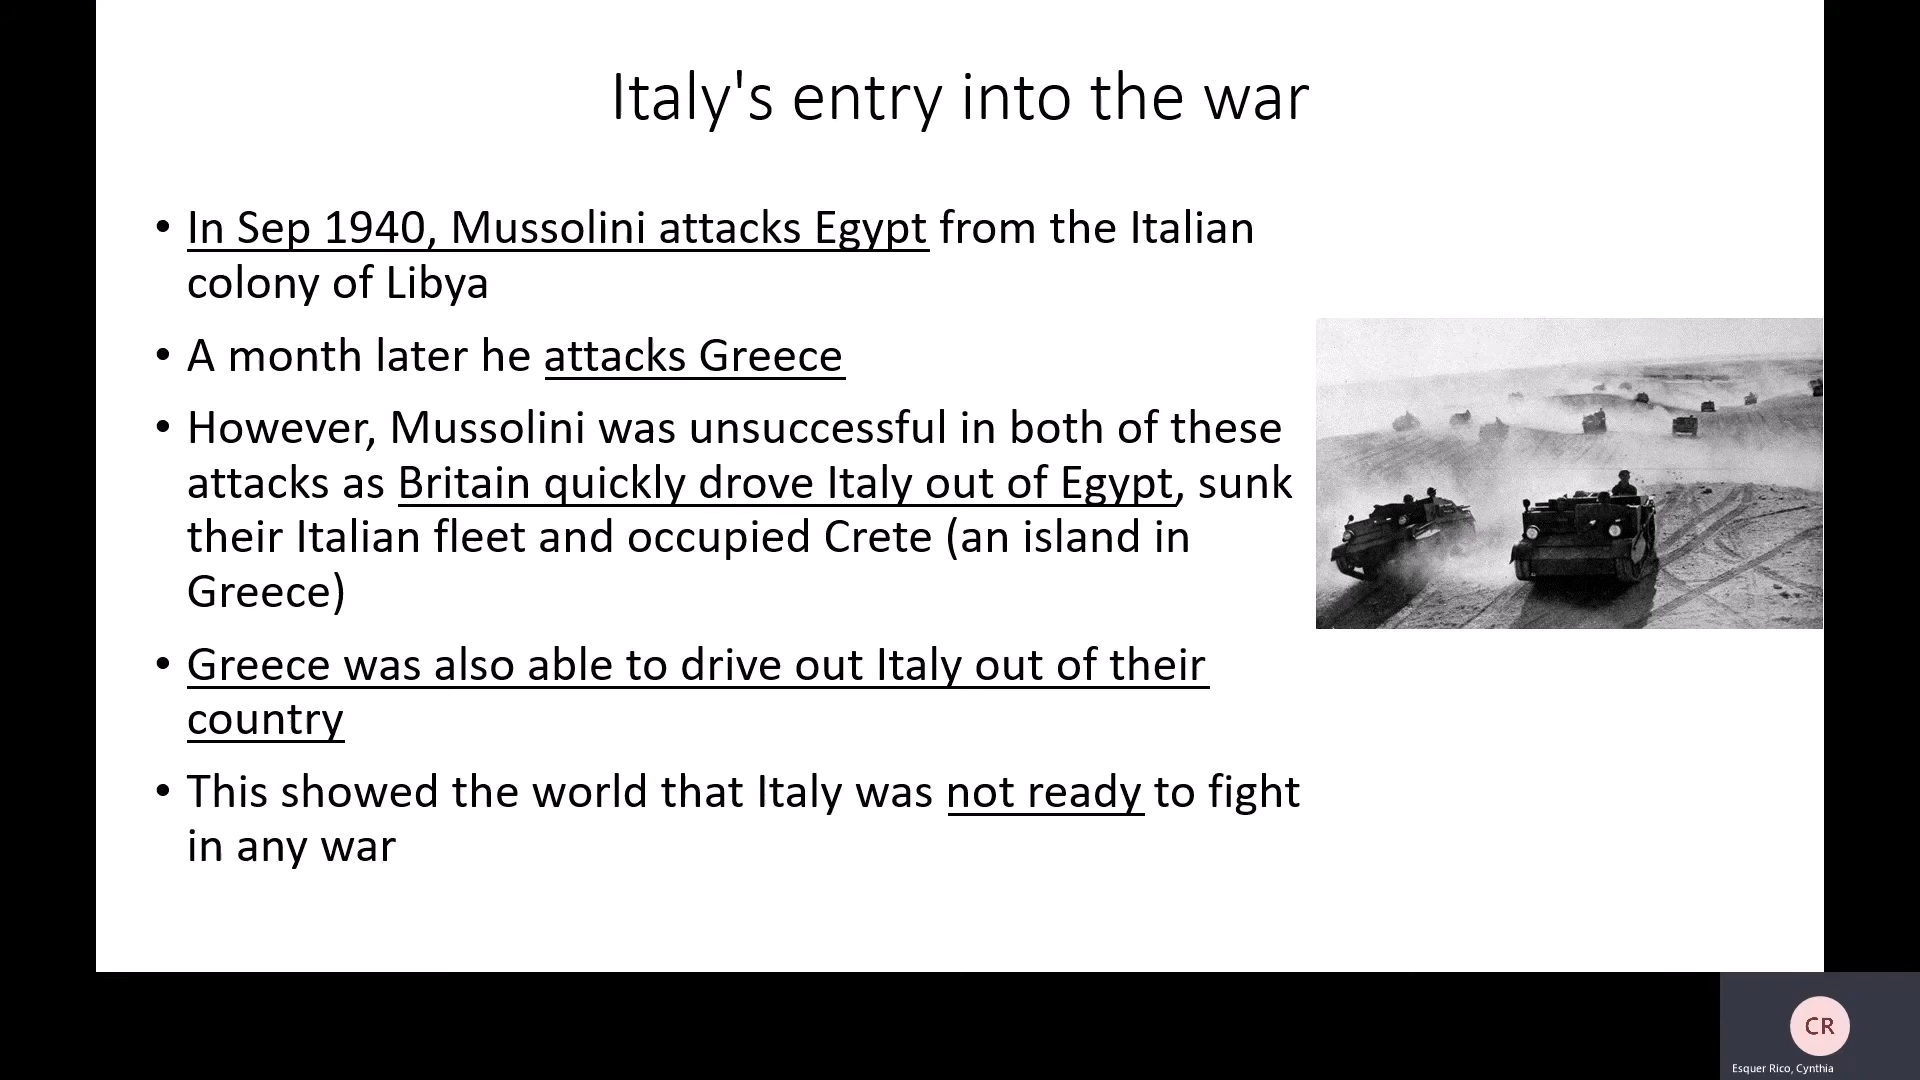 Italy's entry into the war
• In Sep 1940, Mussolini attacks Egypt from the Italian
colony of Libya
• A month later he attacks Greece
• However, Mussolini was unsuccessful in both of these
attacks as Britain quickly drove Italy out of Egypt, sunk
their Italian fleet and occupied Crete (an island in
Greece)
• Greece was also able to drive out Italy out of their
country
• This showed the world that Italy was not ready to fight
in any war
CR
Esquer Rico, Cynthia